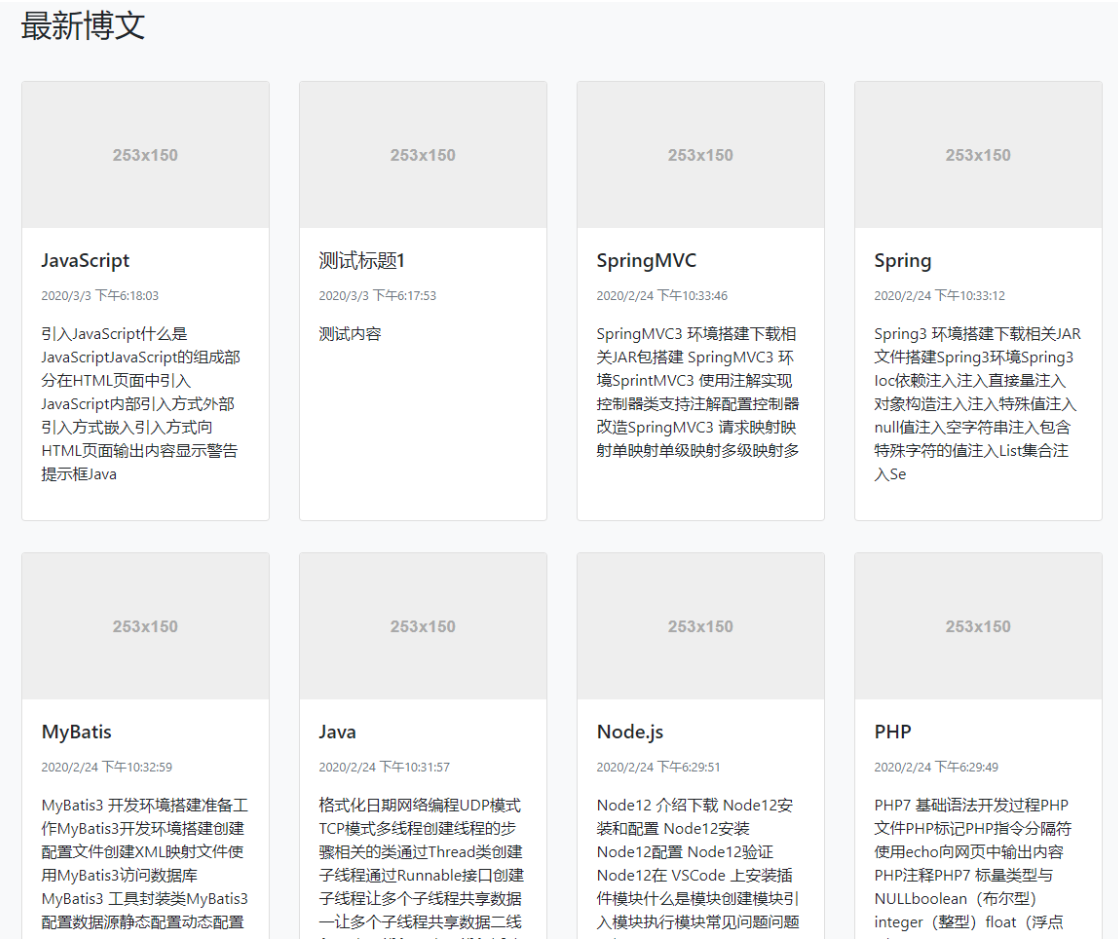 最新博文
253x150
253x150
253x150
253x150
JavaScript
2020/3/3 下午6:18:03
引入JavaScript什么是
JavaScriptJavaScript的组成部
分在HTML页面中引入
JavaScript内部引入方式外部
引入方式嵌入引入方式向
HTML页面输出内容显示警告
提示框Java
测试标题1
2020/3/3 下午6:17:53
测试内容
SpringMVC
2020/2/24 下午10:33:46
SpringMVC3 环境搭建下载相
关JAR包搭建 SpringMVC3 环
境SprintMVC3 使用注解实现
控制器类支持注解配置控制器
改造SpringMVC3 请求映射映
射单映射单级映射多级映射多
Spring
2020/2/24 下午10:33:12
Spring3 环境搭建下载相关JAR
文件搭建Spring3环境Spring3
Ioc依赖注入注入直接量注入
对象构造注入注入特殊值注入
null值注入空字符串注入包含
特殊字符的值注入List集合注
入Se
253x150
253x150
253x150
253x150
MyBatis
2020/2/24 下午10:32:59
MyBatis3 开发环境搭建准备工
作MyBatis3开发环境搭建创建
配置文件创建XML映射文件使
用MyBatis3访问数据库
MyBatis3 工具封装类MyBatis3
配置数据源静态配置动态配置
Java
2020/2/24 下午10:31:57
格式化日期网络编程UDP模式
TCP模式多线程创建线程的步
骤相关的类通过Thread类创建
子线程通过Runnable接口创建
子线程让多个子线程共享数据
一让多个子线程共享数据二线
Node.js
2020/2/24 下午6:29:51
Node12 介绍下载 Node12安
装和配置 Node12安装
Node12配置 Node12验证
Node12在 VSCode 上安装插
件模块什么是模块创建模块引
入模块执行模块常见问题问题
PHP
2020/2/24 下午6:29:49
PHP7 基础语法开发过程PHP
文件PHP标记PHP指令分隔符
使用echo向网页中输出内容
PHP注释PHP7 标量类型与
NULLboolean（布尔型）
integer（整型）float（浮点